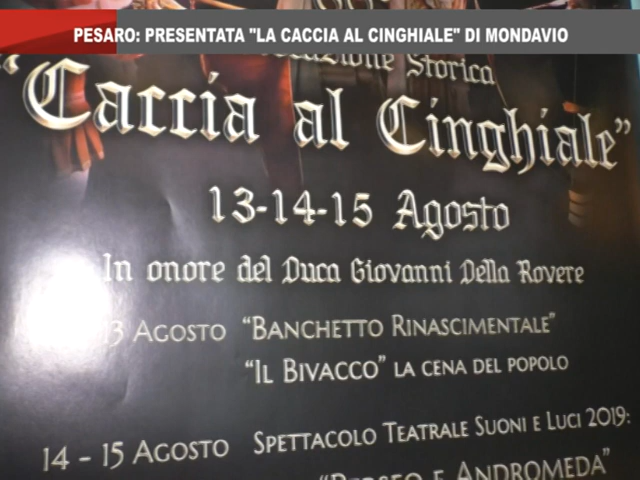 PESARO: PRESENTATA "LA CACCIA AL CINGHIALE" DI MONDAVIO
Storica
"Caccia al Cinghiale"
13-14-15 Agosto
In onore del Duca Giovanni Della Rovere
13 Agosto "Banchetto Rinascimentale"
"Il Bivacco" la cena del popolo
14 - 15 Agosto Spettacolo Teatrale Suoni e Luci 2019:
"Perseo e Andromeda"